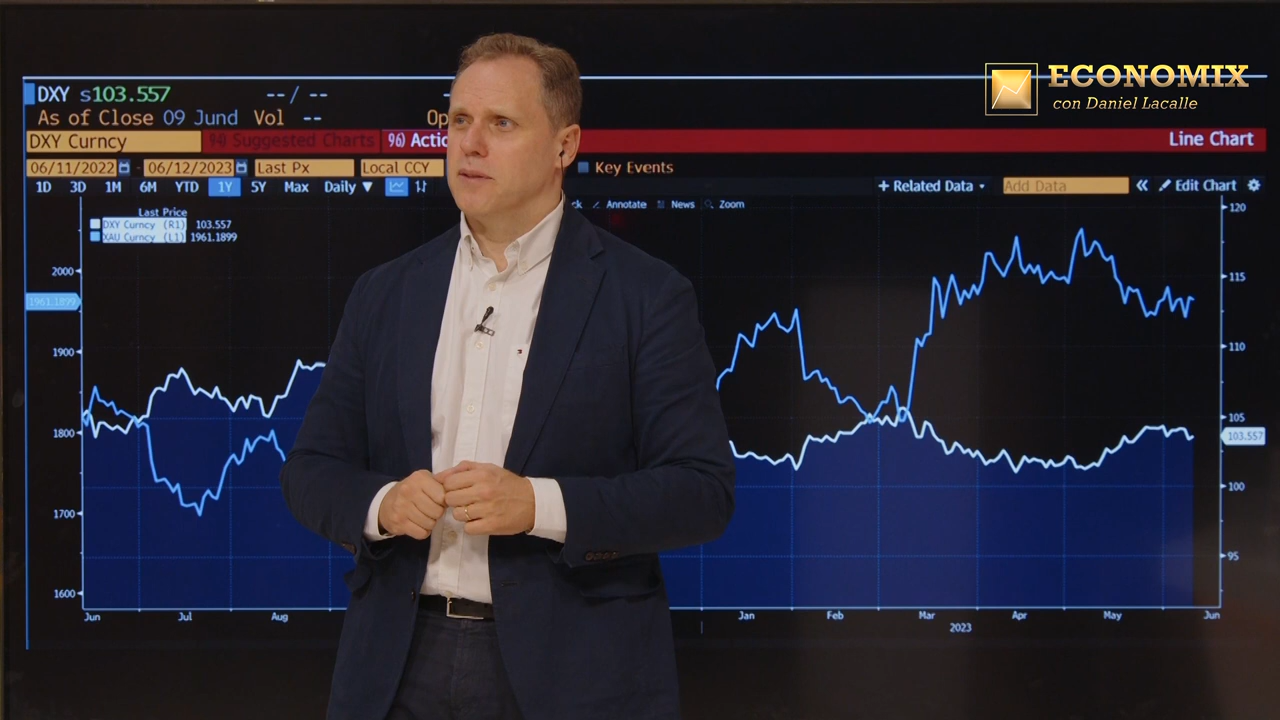 ECONOMIX
con Daniel Lacalle
DXY s103.557 --/--
As of Close 09 Jund Vol -- Op
DXY Curncy 94) Suggested Charts 96) Actio Line Chart
06/11/2022 - 06/12/2023 Last Px Local CCY Key Events
1D 3D 1M 6M YTD 1Y 5Y Max Daily ▼ + Related Data Add Data « Edit Chart
ck Annotate News Zoom
Last Price
DXY Curncy (R1) 103.557
XAU Curncy (L1) 1961.1899
120
2000
115
1961.1899
1900
110
105
1800
103.557
100
1700
95
1600
Jun Jul Aug Jan Feb Mar Apr May Jun
2023